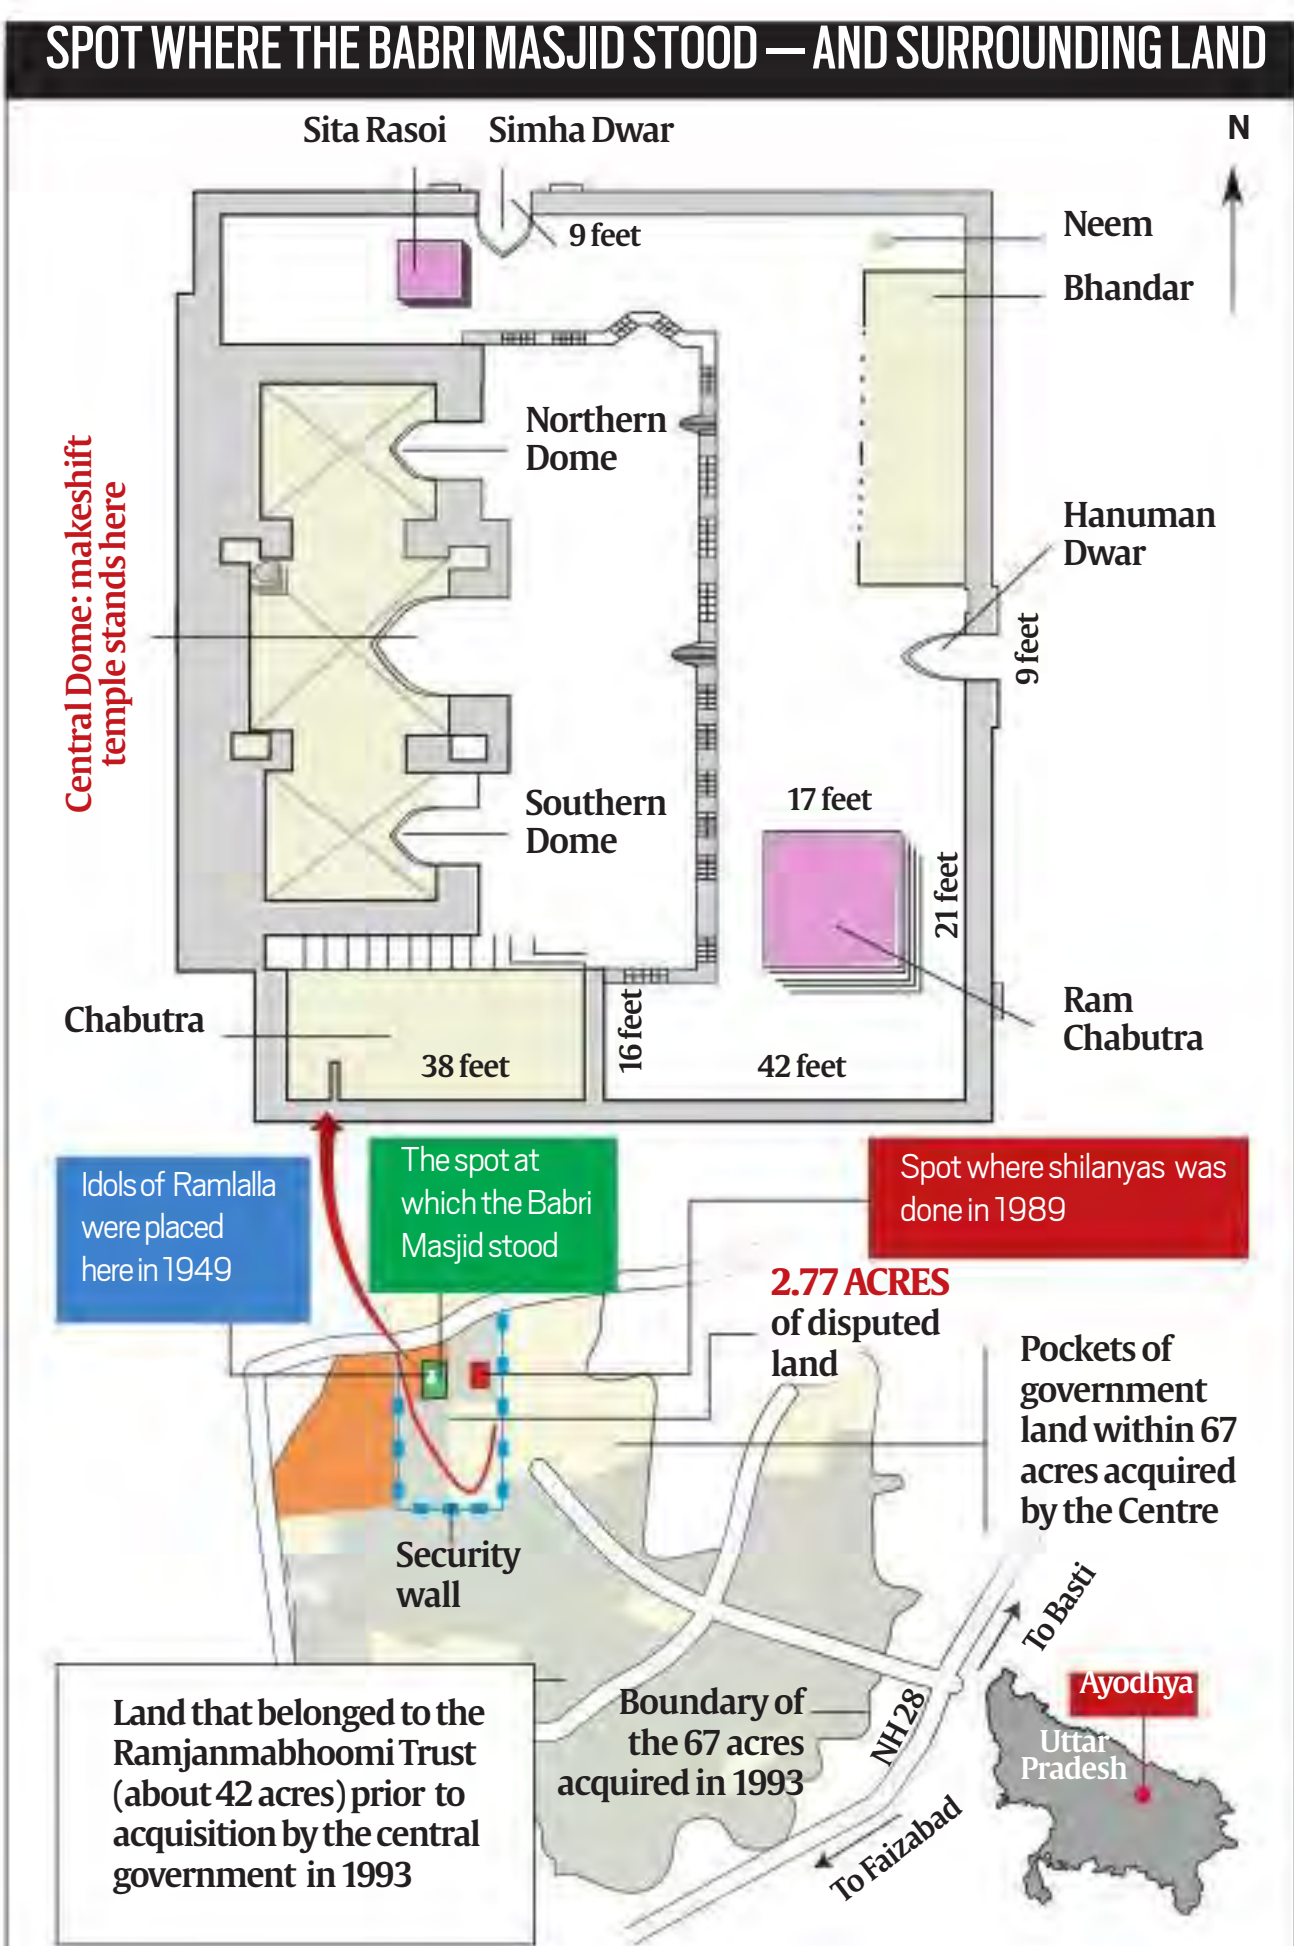 SPOT WHERE THE BABRI MASJID STOOD — AND SURROUNDING LAND
Sita Rasoi
Simha Dwar
N
9 feet
Neem
Bhandar
Northern
Dome
Hanuman
Dwar
9 feet
Central Dome: makeshift
temple stands here
Southern
Dome
17 feet
21 feet
Ram
Chabutra
Chabutra
38 feet
16 feet
42 feet
Idols of Ramlalla
were placed
here in 1949
The spot at
which the Babri
Masjid stood
Spot where shilanyas was
done in 1989
2.77 ACRES
of disputed
land
Pockets of
government
land within 67
acres acquired
by the Centre
Security
wall
To Basti
Land that belonged to the
Ramjanmabhoomi Trust
(about 42 acres) prior to
acquisition by the central
government in 1993
Boundary of
the 67 acres
acquired in 1993
NH 28
To Faizabad
Ayodhya
Uttar
Pradesh